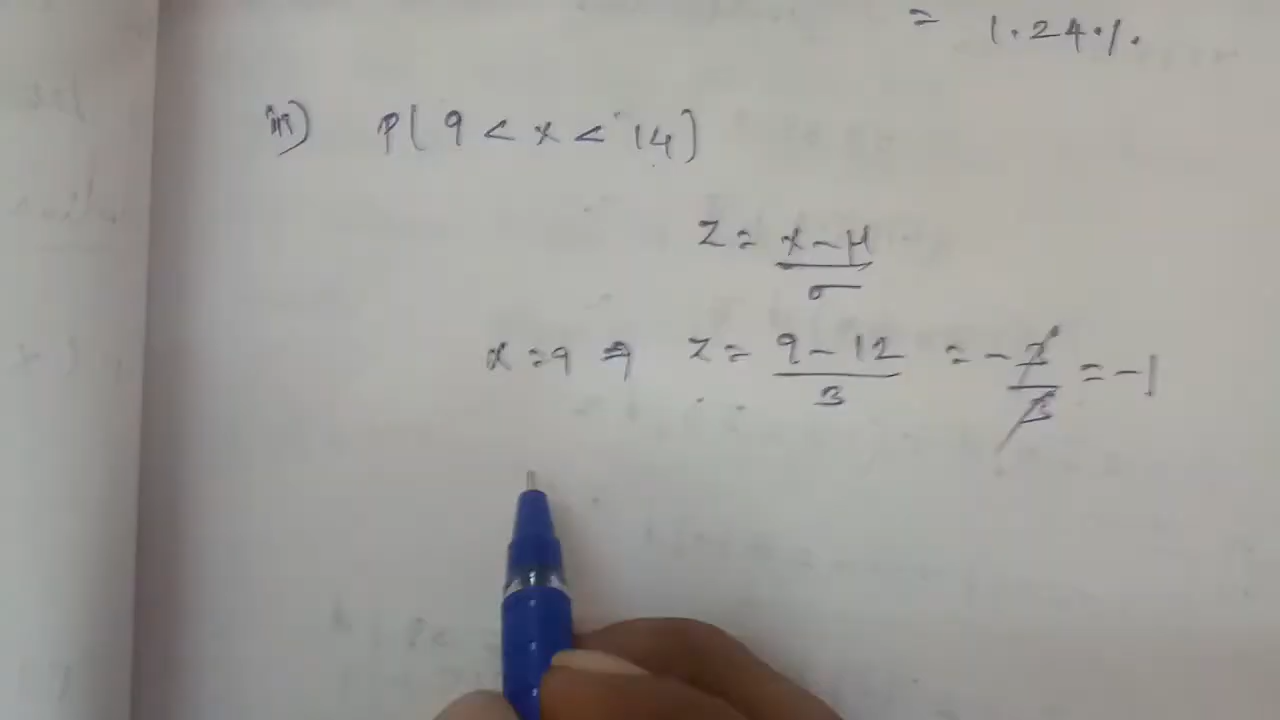 = 1.24%.
iii) P(9 < x < 14)
z = x-μ/σ
x = 9 ⇒ z = 9-12/3 = -3/3 = -1